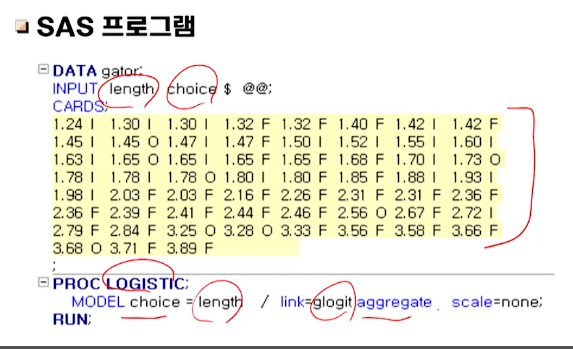 SAS 프로그램
DATA gator;
INPUT length choice $ @@;
CARDS;
1.24 I 1.30 I 1.30 I 1.32 F 1.32 F 1.40 F 1.42 I 1.42 F
1.45 I 1.45 O 1.47 I 1.47 F 1.50 I 1.52 I 1.55 I 1.60 I
1.63 I 1.65 O 1.65 I 1.65 F 1.65 F 1.68 F 1.70 I 1.73 O
1.78 I 1.78 I 1.78 O 1.80 I 1.80 F 1.85 F 1.88 I 1.93 I
1.98 I 2.03 F 2.03 F 2.16 F 2.26 F 2.31 F 2.31 F 2.36 F
2.36 F 2.39 F 2.41 F 2.44 F 2.46 F 2.56 O 2.67 F 2.72 I
2.79 F 2.84 F 3.25 O 3.28 O 3.33 F 3.56 F 3.58 F 3.66 F
3.68 O 3.71 F 3.89 F
;
PROC LOGISTIC;
MODEL choice = length / link=glogit aggregate scale=none;
RUN;